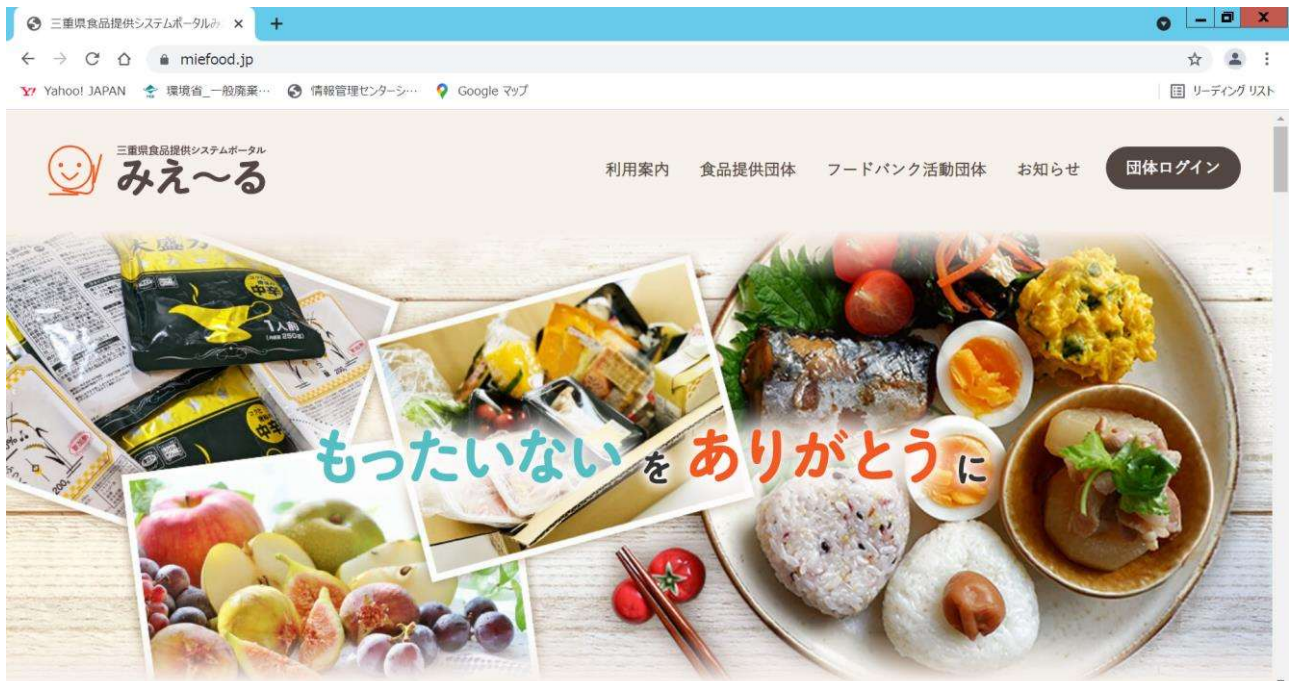 三重県食品提供システムポータルみ
miefood.jp
Yahoo! JAPAN
環境省_一般廃棄…
情報管理センターシ…
Google マップ
リーディング リスト
三重県食品提供システムポータル
みえ〜る
利用案内
食品提供団体
フードバンク活動団体
お知らせ
団体ログイン
中辛
1人前
もったいないをありがとうに